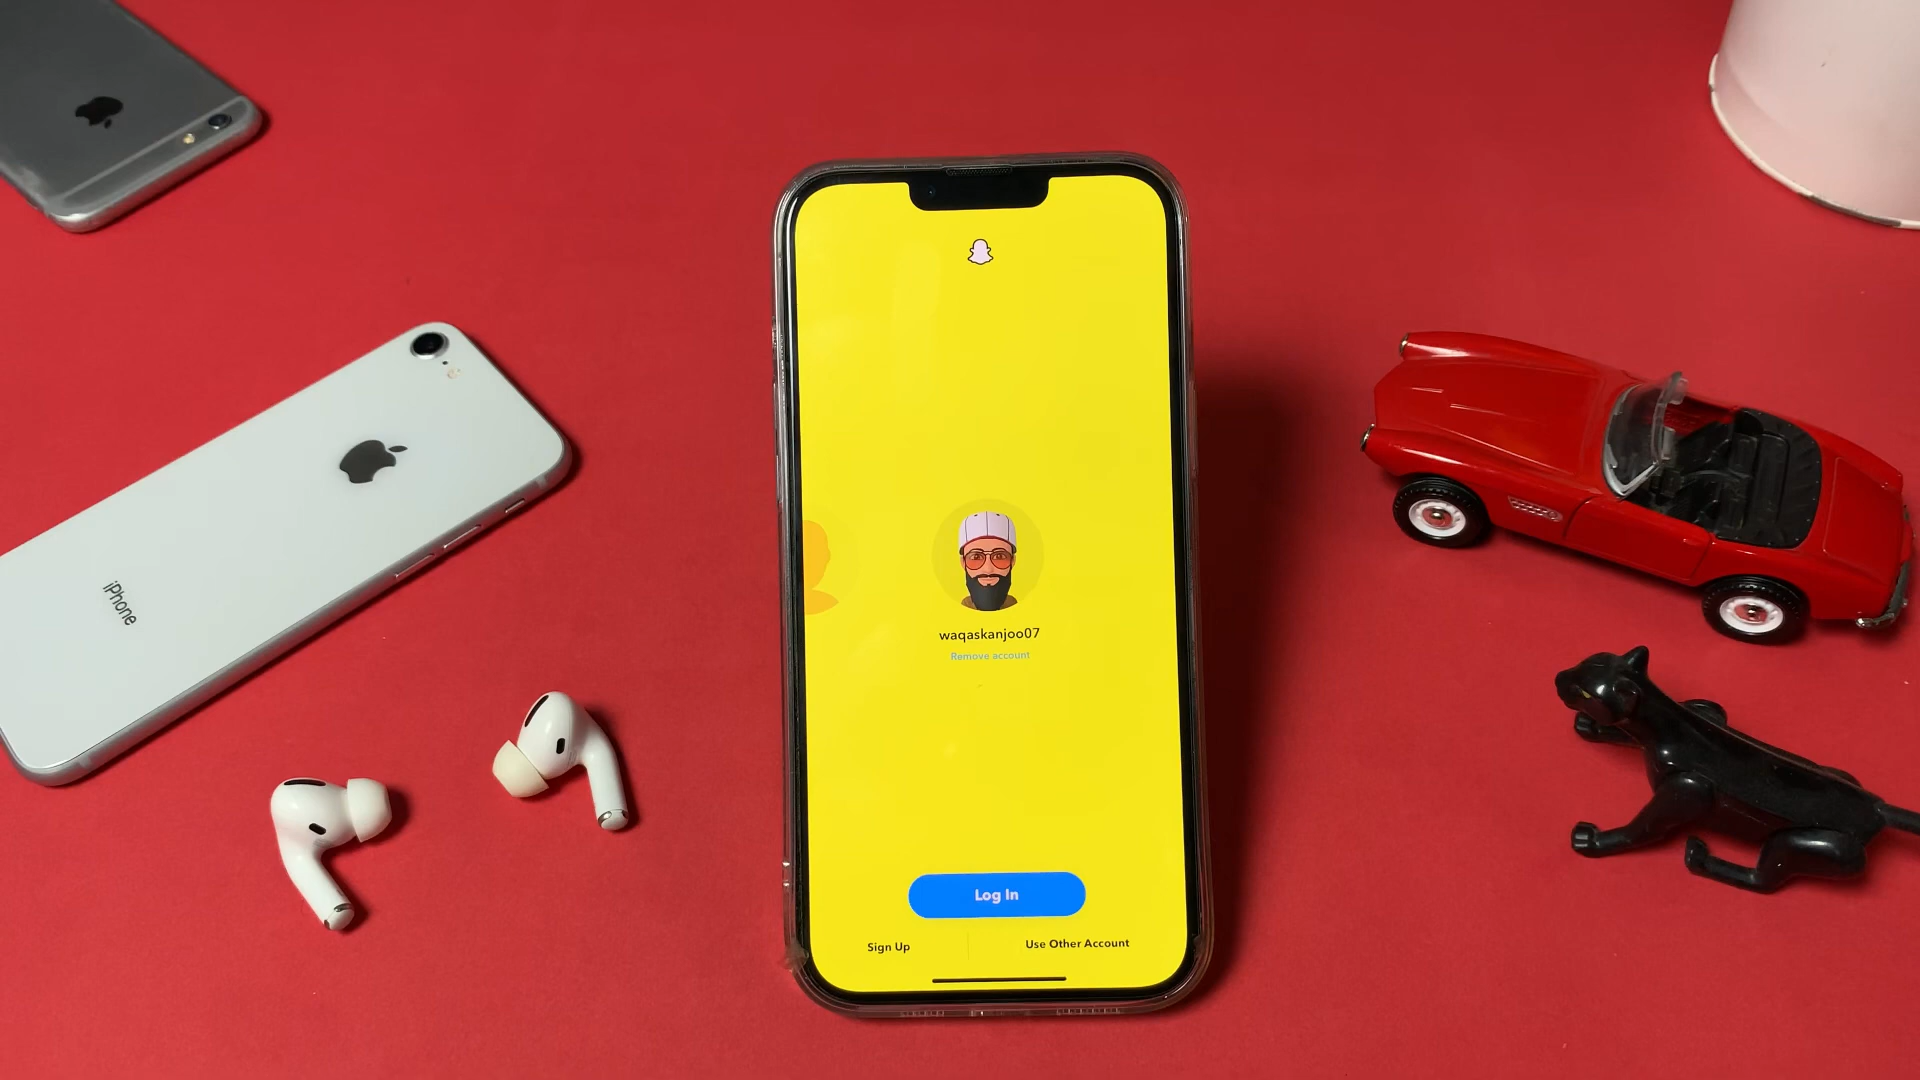 iPhone
waqaskanjoo07
Remove account
Log In
Sign Up
Use Other Account